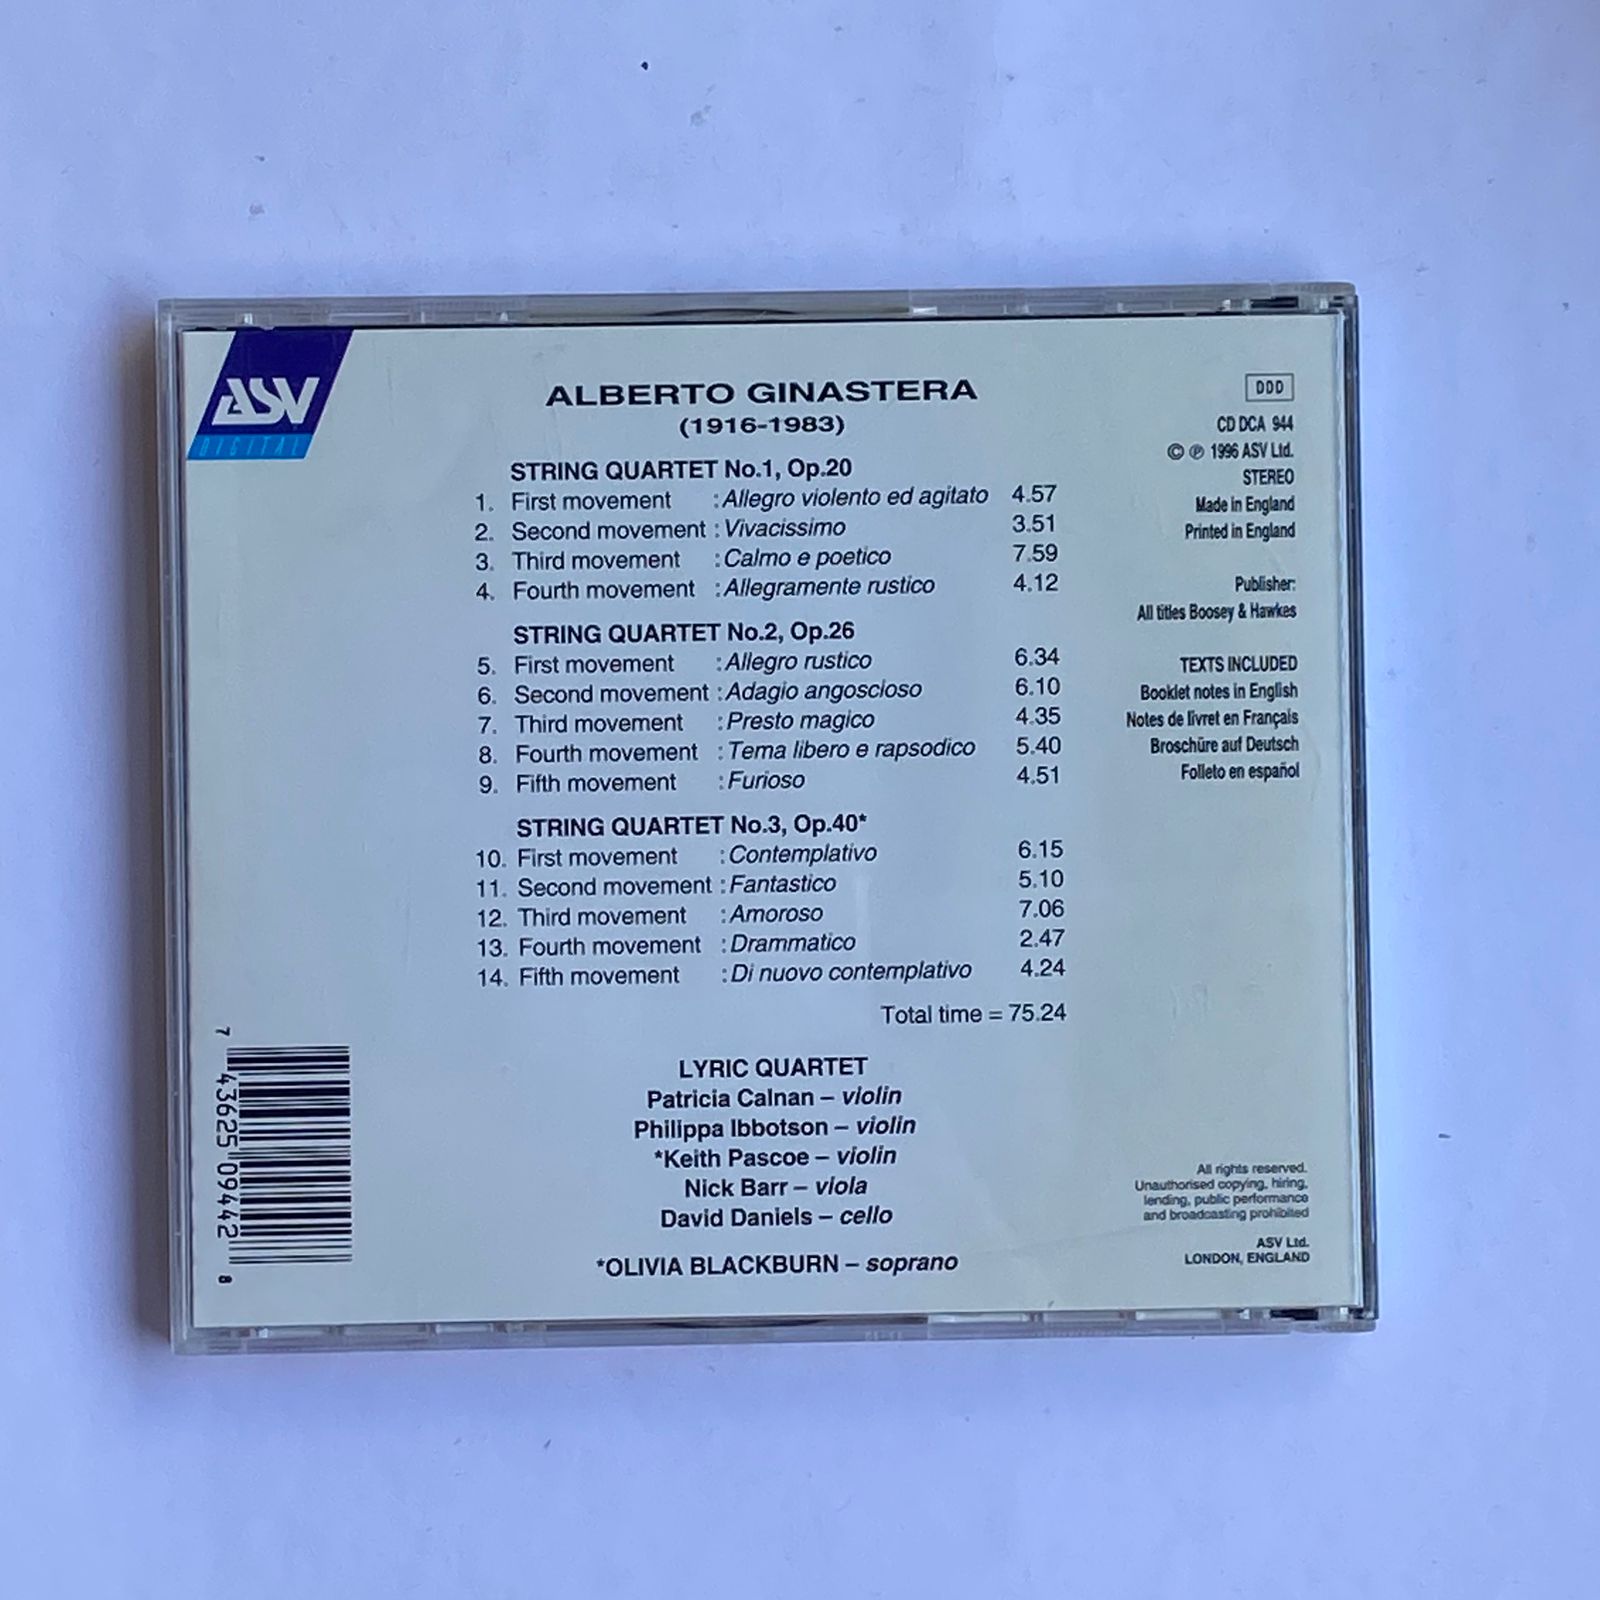 ASV
DIGITAL
ALBERTO GINASTERA
(1916-1983)
STRING QUARTET No.1, Op.20
1. First movement : Allegro violento ed agitato 4.57
2. Second movement : Vivacissimo 3.51
3. Third movement : Calmo e poetico 7.59
4. Fourth movement : Allegramente rustico 4.12
STRING QUARTET No.2, Op.26
5. First movement : Allegro rustico 6.34
6. Second movement : Adagio angoscioso 6.10
7. Third movement : Presto magico 4.35
8. Fourth movement : Tema libero e rapsodico 5.40
9. Fifth movement : Furioso 4.51
STRING QUARTET No.3, Op.40*
10. First movement : Contemplativo 6.15
11. Second movement : Fantastico 5.10
12. Third movement : Amoroso 7.06
13. Fourth movement : Drammatico 2.47
14. Fifth movement : Di nuovo contemplativo 4.24
Total time = 75.24
LYRIC QUARTET
Patricia Calnan – violin
Philippa Ibbotson – violin
*Keith Pascoe – violin
Nick Barr – viola
David Daniels – cello
*OLIVIA BLACKBURN – soprano
DDD
CD DCA 944
© ℗ 1996 ASV Ltd.
STEREO
Made in England
Printed in England
Publisher:
All titles Boosey & Hawkes
TEXTS INCLUDED
Booklet notes in English
Notes de livret en Français
Broschüre auf Deutsch
Folleto en español
All rights reserved.
Unauthorised copying, hiring,
lending, public performance
and broadcasting prohibited
ASV Ltd.
LONDON, ENGLAND
7 43625 09442 8